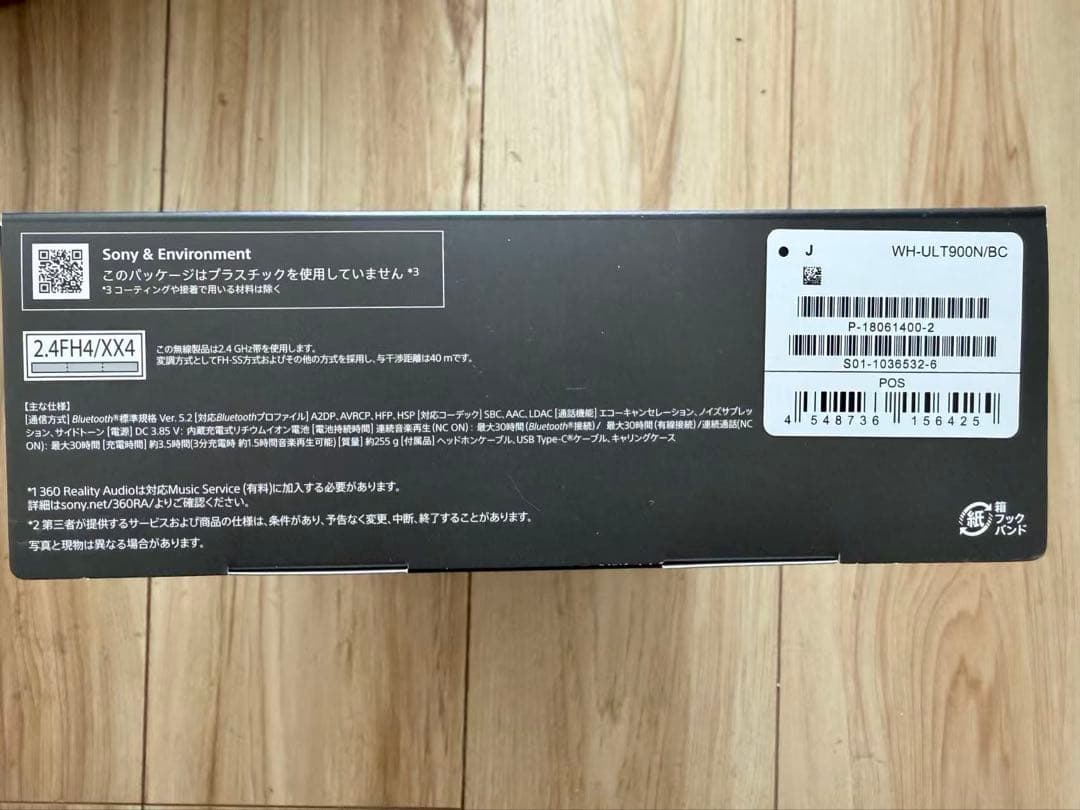 Sony & Environment
このパッケージはプラスチックを使用していません *3
*3 コーティングや接着で用いる材料は除く
2.4FH4/XX4
この無線製品は2.4 GHz帯を使用します。
変調方式としてFH-SS方式およびその他の方式を採用し、与干渉距離は40 mです。
【主な仕様】
[通信方式] Bluetooth®標準規格 Ver. 5.2 [対応Bluetoothプロファイル] A2DP, AVRCP, HFP, HSP [対応コーデック] SBC, AAC, LDAC [通話機能] エコーキャンセレーション、ノイズサプレッ
ション、サイドトーン [電源] DC 3.85 V：内蔵充電式リチウムイオン電池 [電池持続時間] 連続音楽再生(NC ON)：最大30時間(Bluetooth®接続) / 最大30時間(有線接続)/連続通話(NC
ON)：最大30時間 [充電時間] 約3.5時間(3分充電時 約1.5時間音楽再生可能) [質量] 約255 g [付属品] ヘッドホンケーブル、USB Type-C®ケーブル、キャリングケース
*1 360 Reality Audioは対応Music Service (有料)に加入する必要があります。
詳細はsony.net/360RA/よりご確認ください。
*2 第三者が提供するサービスおよび商品の仕様は、条件があり、予告なく変更、中断、終了することがあります。
写真と現物は異なる場合があります。
J WH-ULT900N/BC
P-18061400-2
S01-1036532-6
POS
4 548736 156425
紙
箱
フック
バンド